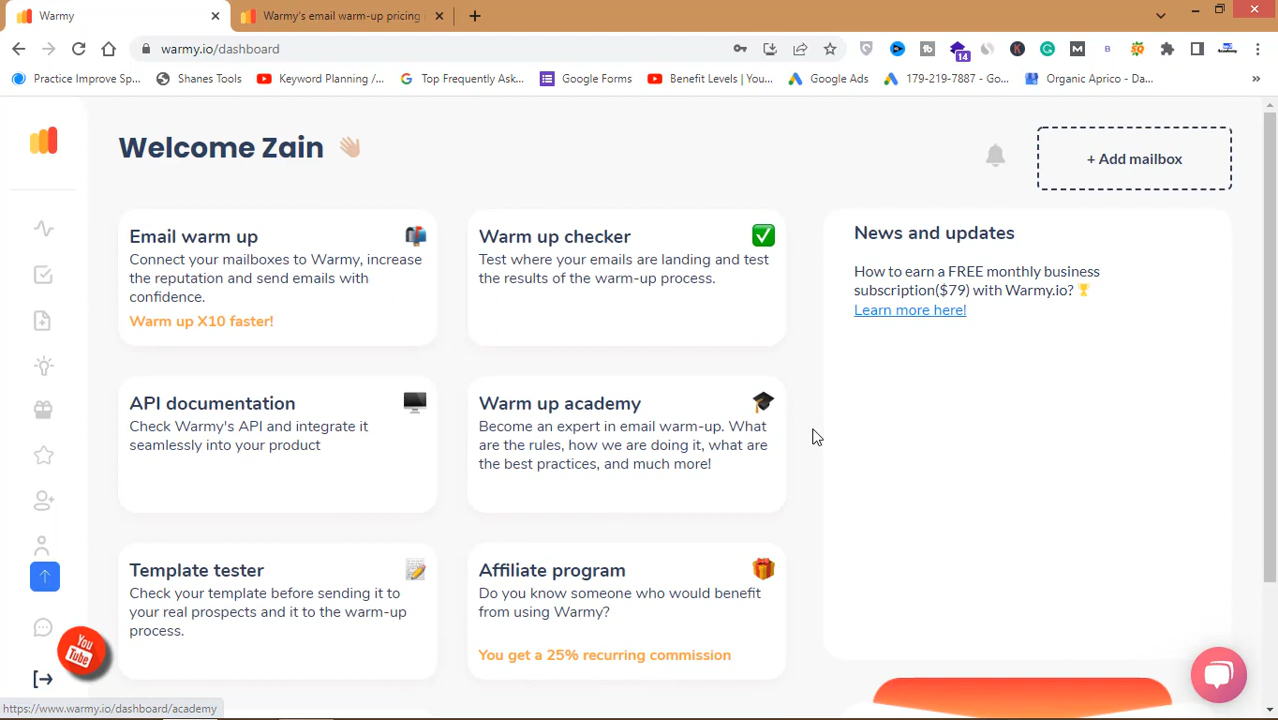 Warmy
Warmy's email warm-up pricing
warmy.io/dashboard
14
Practice Improve Sp...
Shanes Tools
Keyword Planning /...
Top Frequently Ask...
Google Forms
Benefit Levels | You...
Google Ads
179-219-7887 - Go...
Organic Aprico - Da...
Welcome Zain
+ Add mailbox
Email warm up
Connect your mailboxes to Warmy, increase
the reputation and send emails with
confidence.
Warm up X10 faster!
Warm up checker
Test where your emails are landing and test
the results of the warm-up process.
News and updates
How to earn a FREE monthly business
subscription($79) with Warmy.io?
Learn more here!
API documentation
Check Warmy's API and integrate it
seamlessly into your product
Warm up academy
Become an expert in email warm-up. What
are the rules, how we are doing it, what are
the best practices, and much more!
Template tester
Check your template before sending it to
your real prospects and it to the warm-up
process.
Affiliate program
Do you know someone who would benefit
from using Warmy?
You get a 25% recurring commission
You
Tube
https://www.warmy.io/dashboard/academy